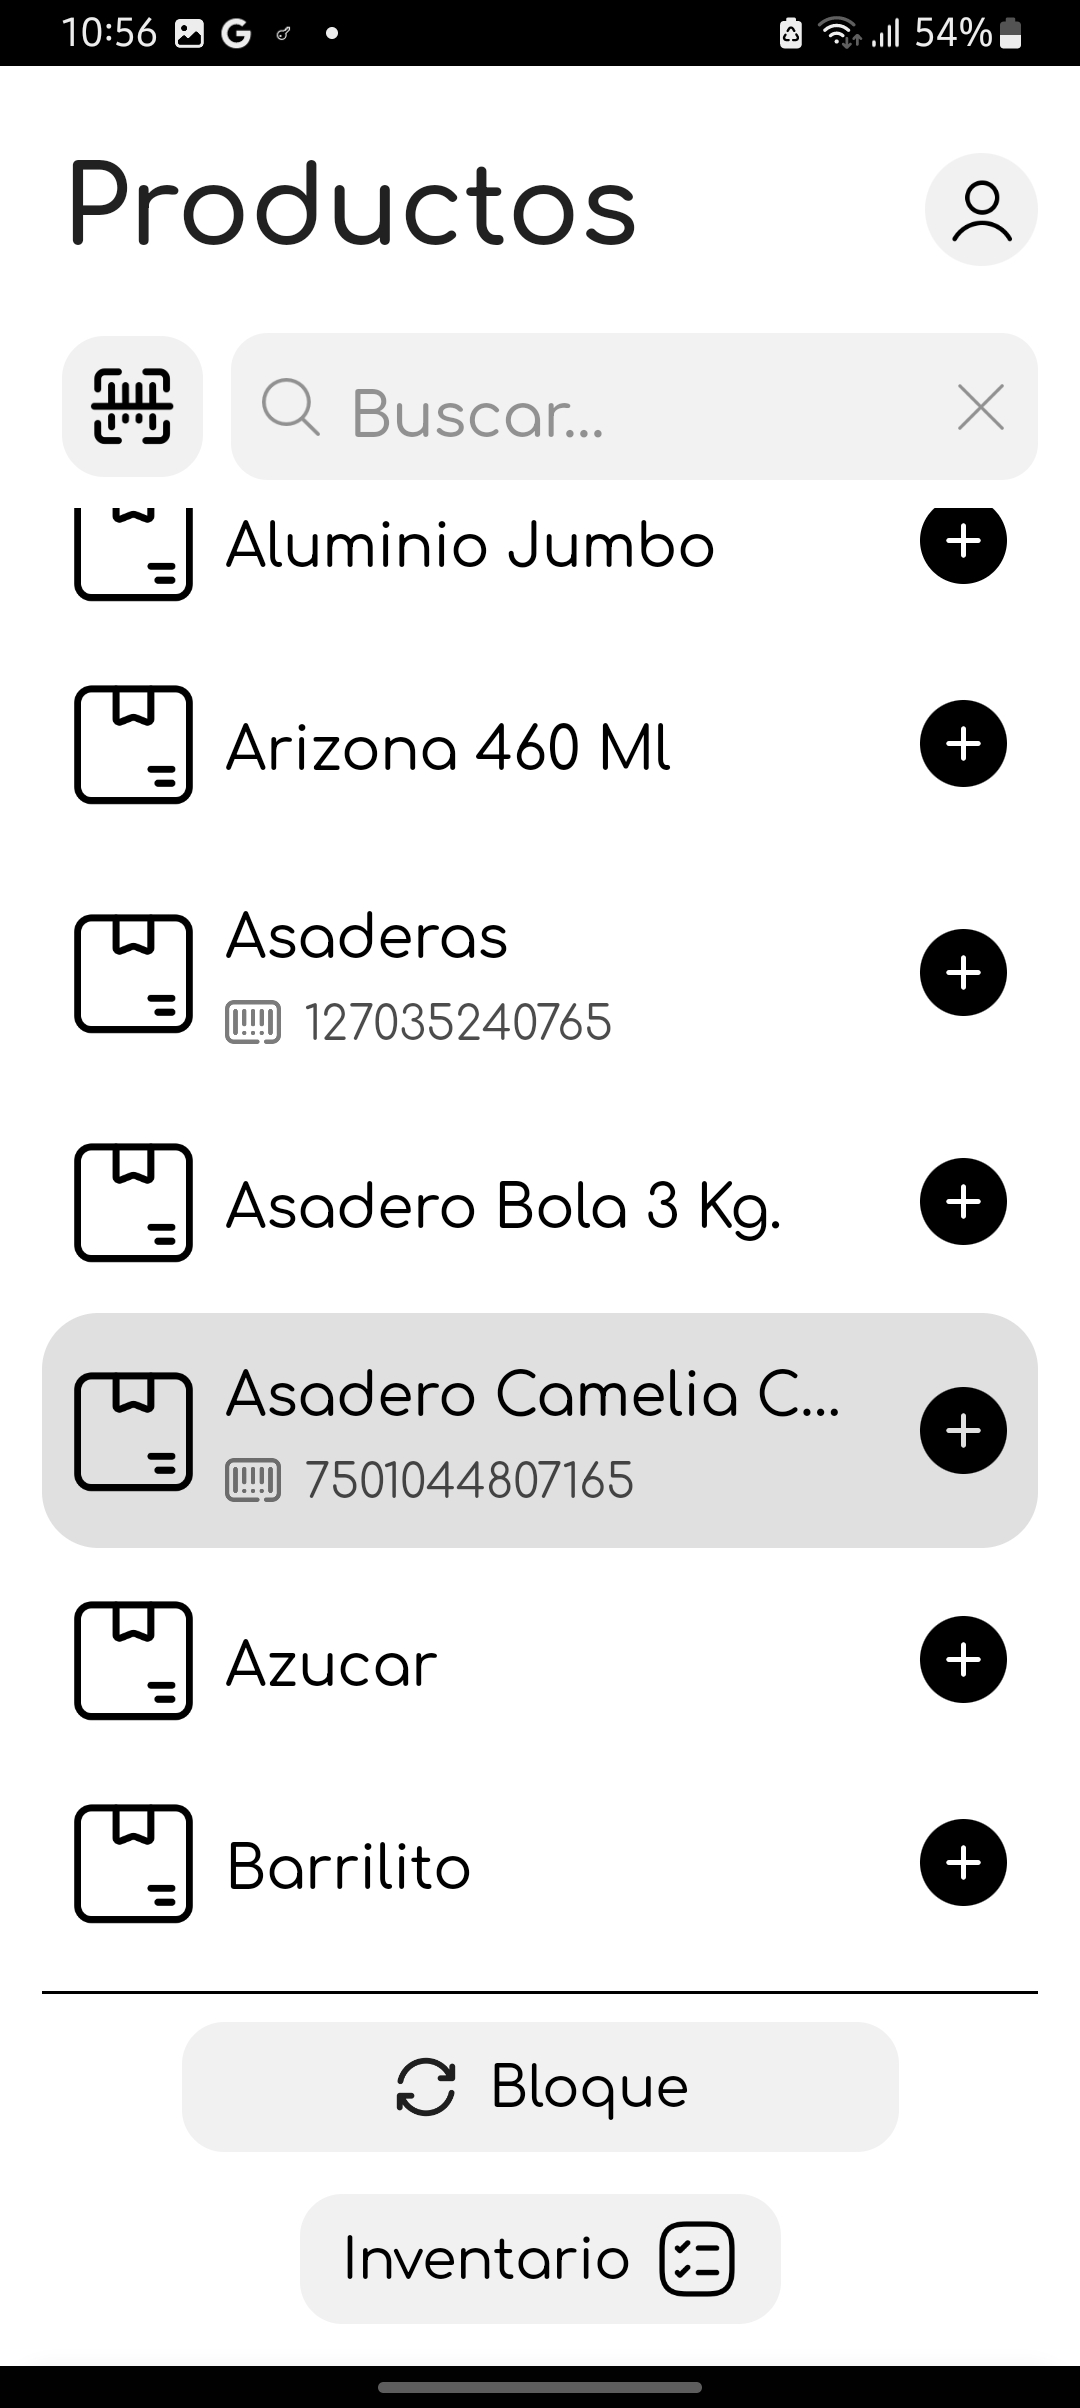 10:56
54%
Productos
Buscar...
Aluminio Jumbo
Arizona 460 Ml
Asaderas
127035240765
Asadero Bola 3 Kg.
Asadero Camelia C...
7501044807165
Azucar
Barrilito
Bloque
Inventario